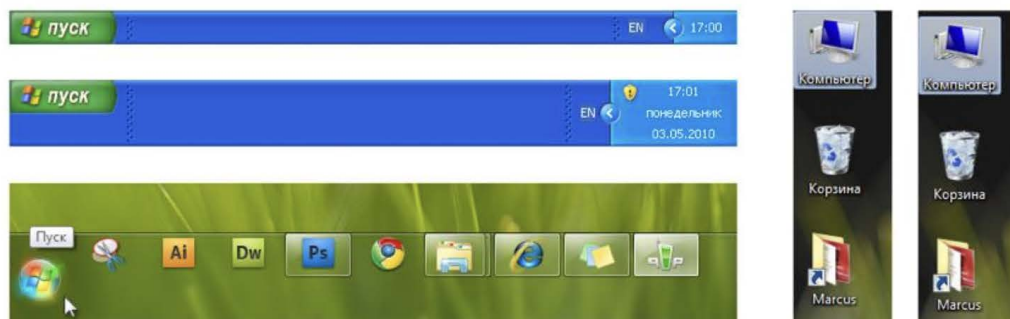 пуск
EN
17:00
пуск
EN
17:01
понедельник
03.05.2010
Пуск
Ai
Dw
Ps
Компьютер
Корзина
Marcus
Компьютер
Корзина
Marcus